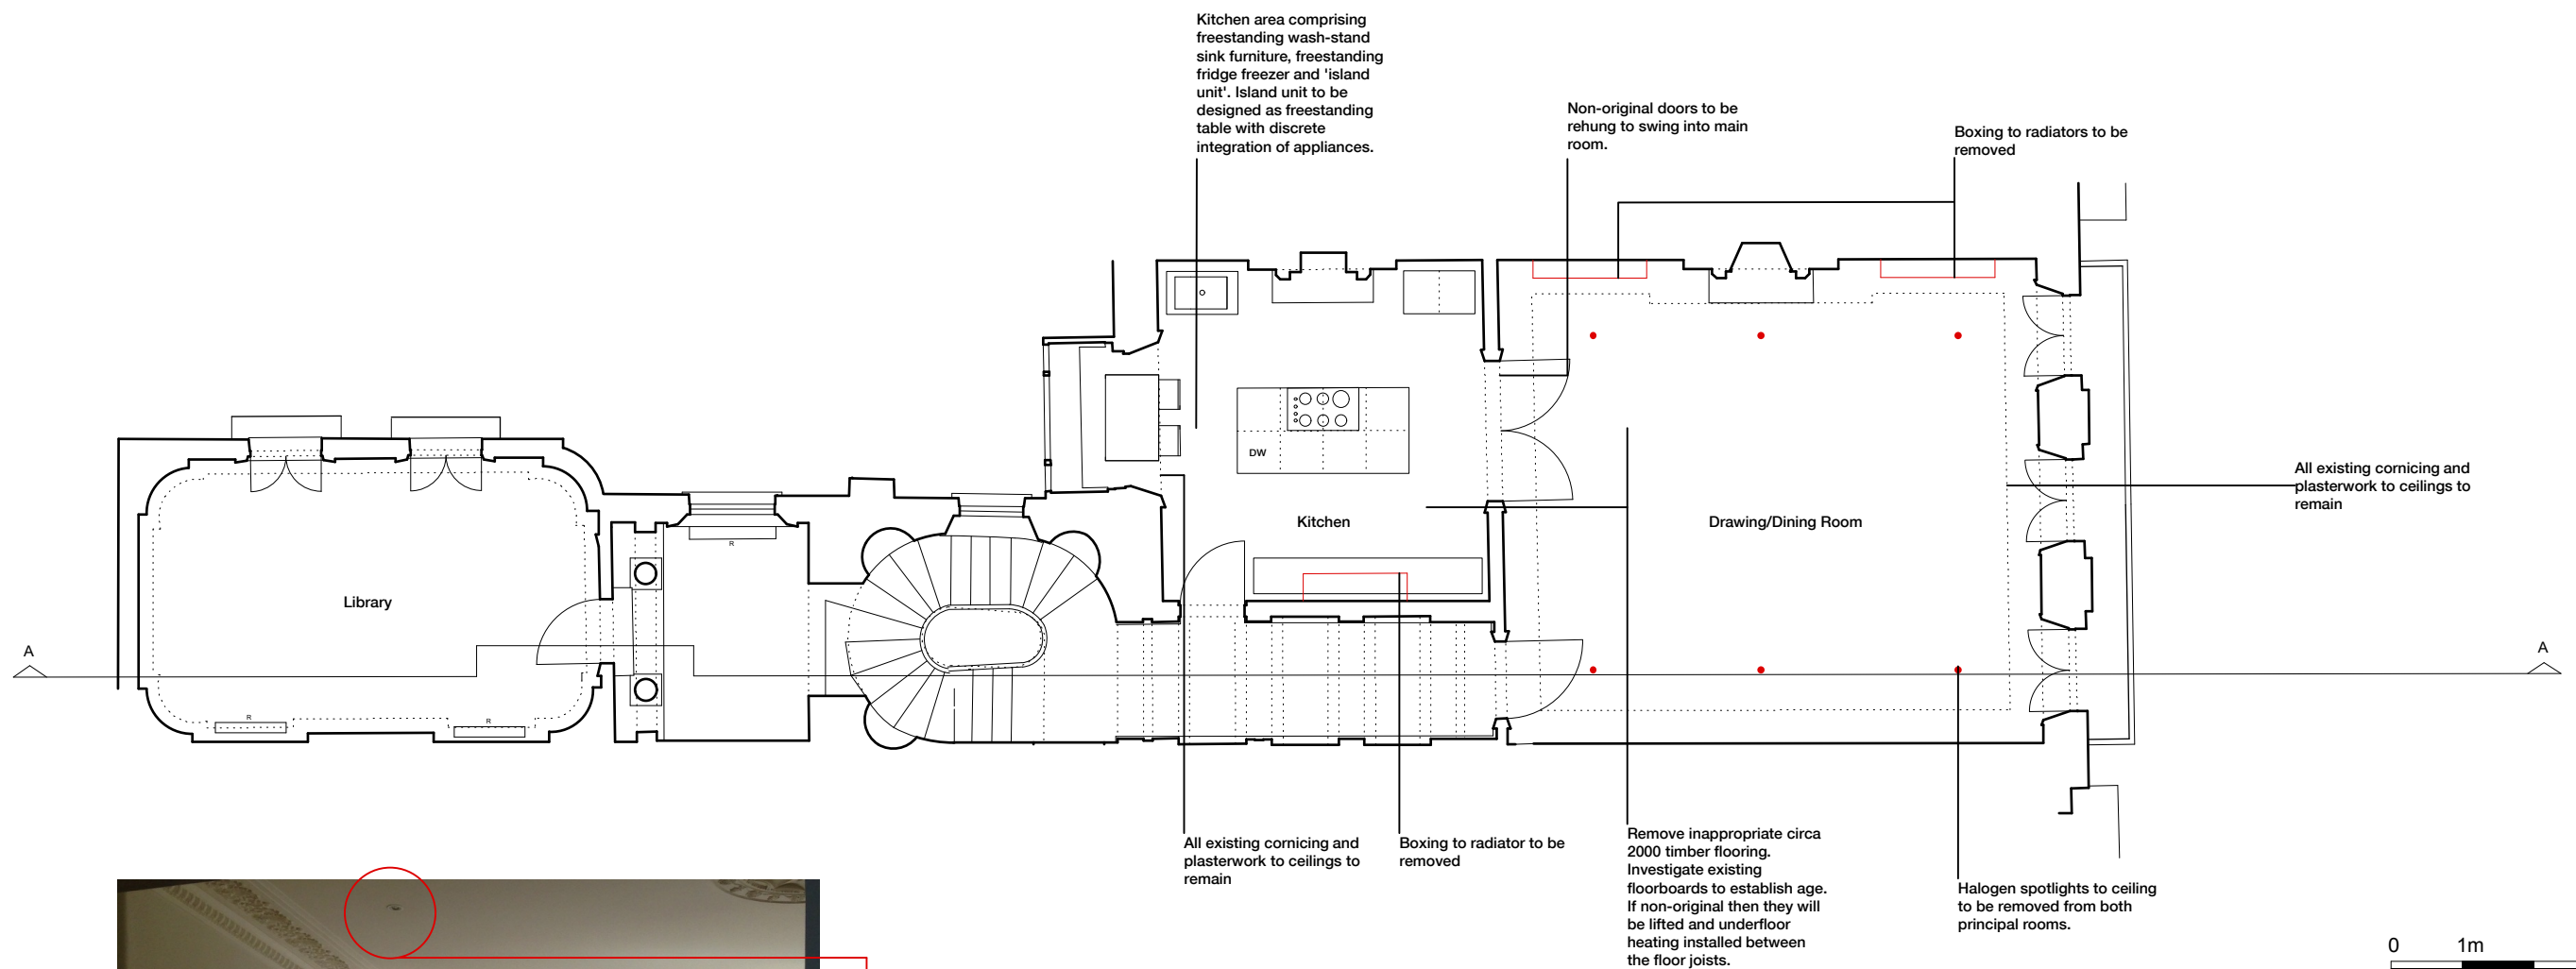 Kitchen area comprising
freestanding wash-stand
sink furniture, freestanding
fridge freezer and 'island
unit'. Island unit to be
designed as freestanding
table with discrete
integration of appliances.
Non-original doors to be
rehung to swing into main
room.
Boxing to radiators to be
removed
All existing cornicing and
plasterwork to ceilings to
remain
DW
Kitchen
Drawing/Dining Room
R
Library
A
A
R
R
All existing cornicing and
plasterwork to ceilings to
remain
Boxing to radiator to be
removed
Remove inappropriate circa
2000 timber flooring.
Investigate existing
floorboards to establish age.
If non-original then they will
be lifted and underfloor
heating installed between
the floor joists.
Halogen spotlights to ceiling
to be removed from both
principal rooms.
0 1m